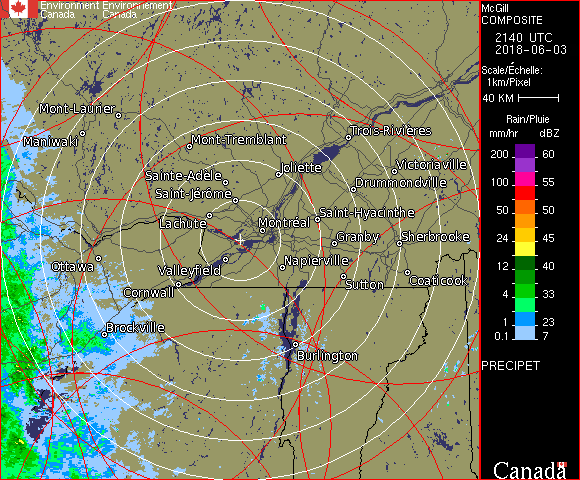 Environment Environnement
Canada Canada
McGill
COMPOSITE
2140 UTC
2018-06-03
Scale/Échelle:
1km/Pixel
40 KM
Rain/Pluie
mm/hr dBZ
200 60
150
100 55
50 50
24 45
12 40
4 33
1 23
0.1 7
PRECIPET
Canada
Mont-Laurier
Maniwaki
Mont-Tremblant
Trois-Rivières
Sainte-Adèle
Joliette
Victoriaville
Saint-Jérôme
Drummondville
Lachute
Montréal
Saint-Hyacinthe
Granby
Sherbrooke
Ottawa
Valleyfield
Napierville
Cornwall
Sutton
Coaticook
Brockville
Burlington